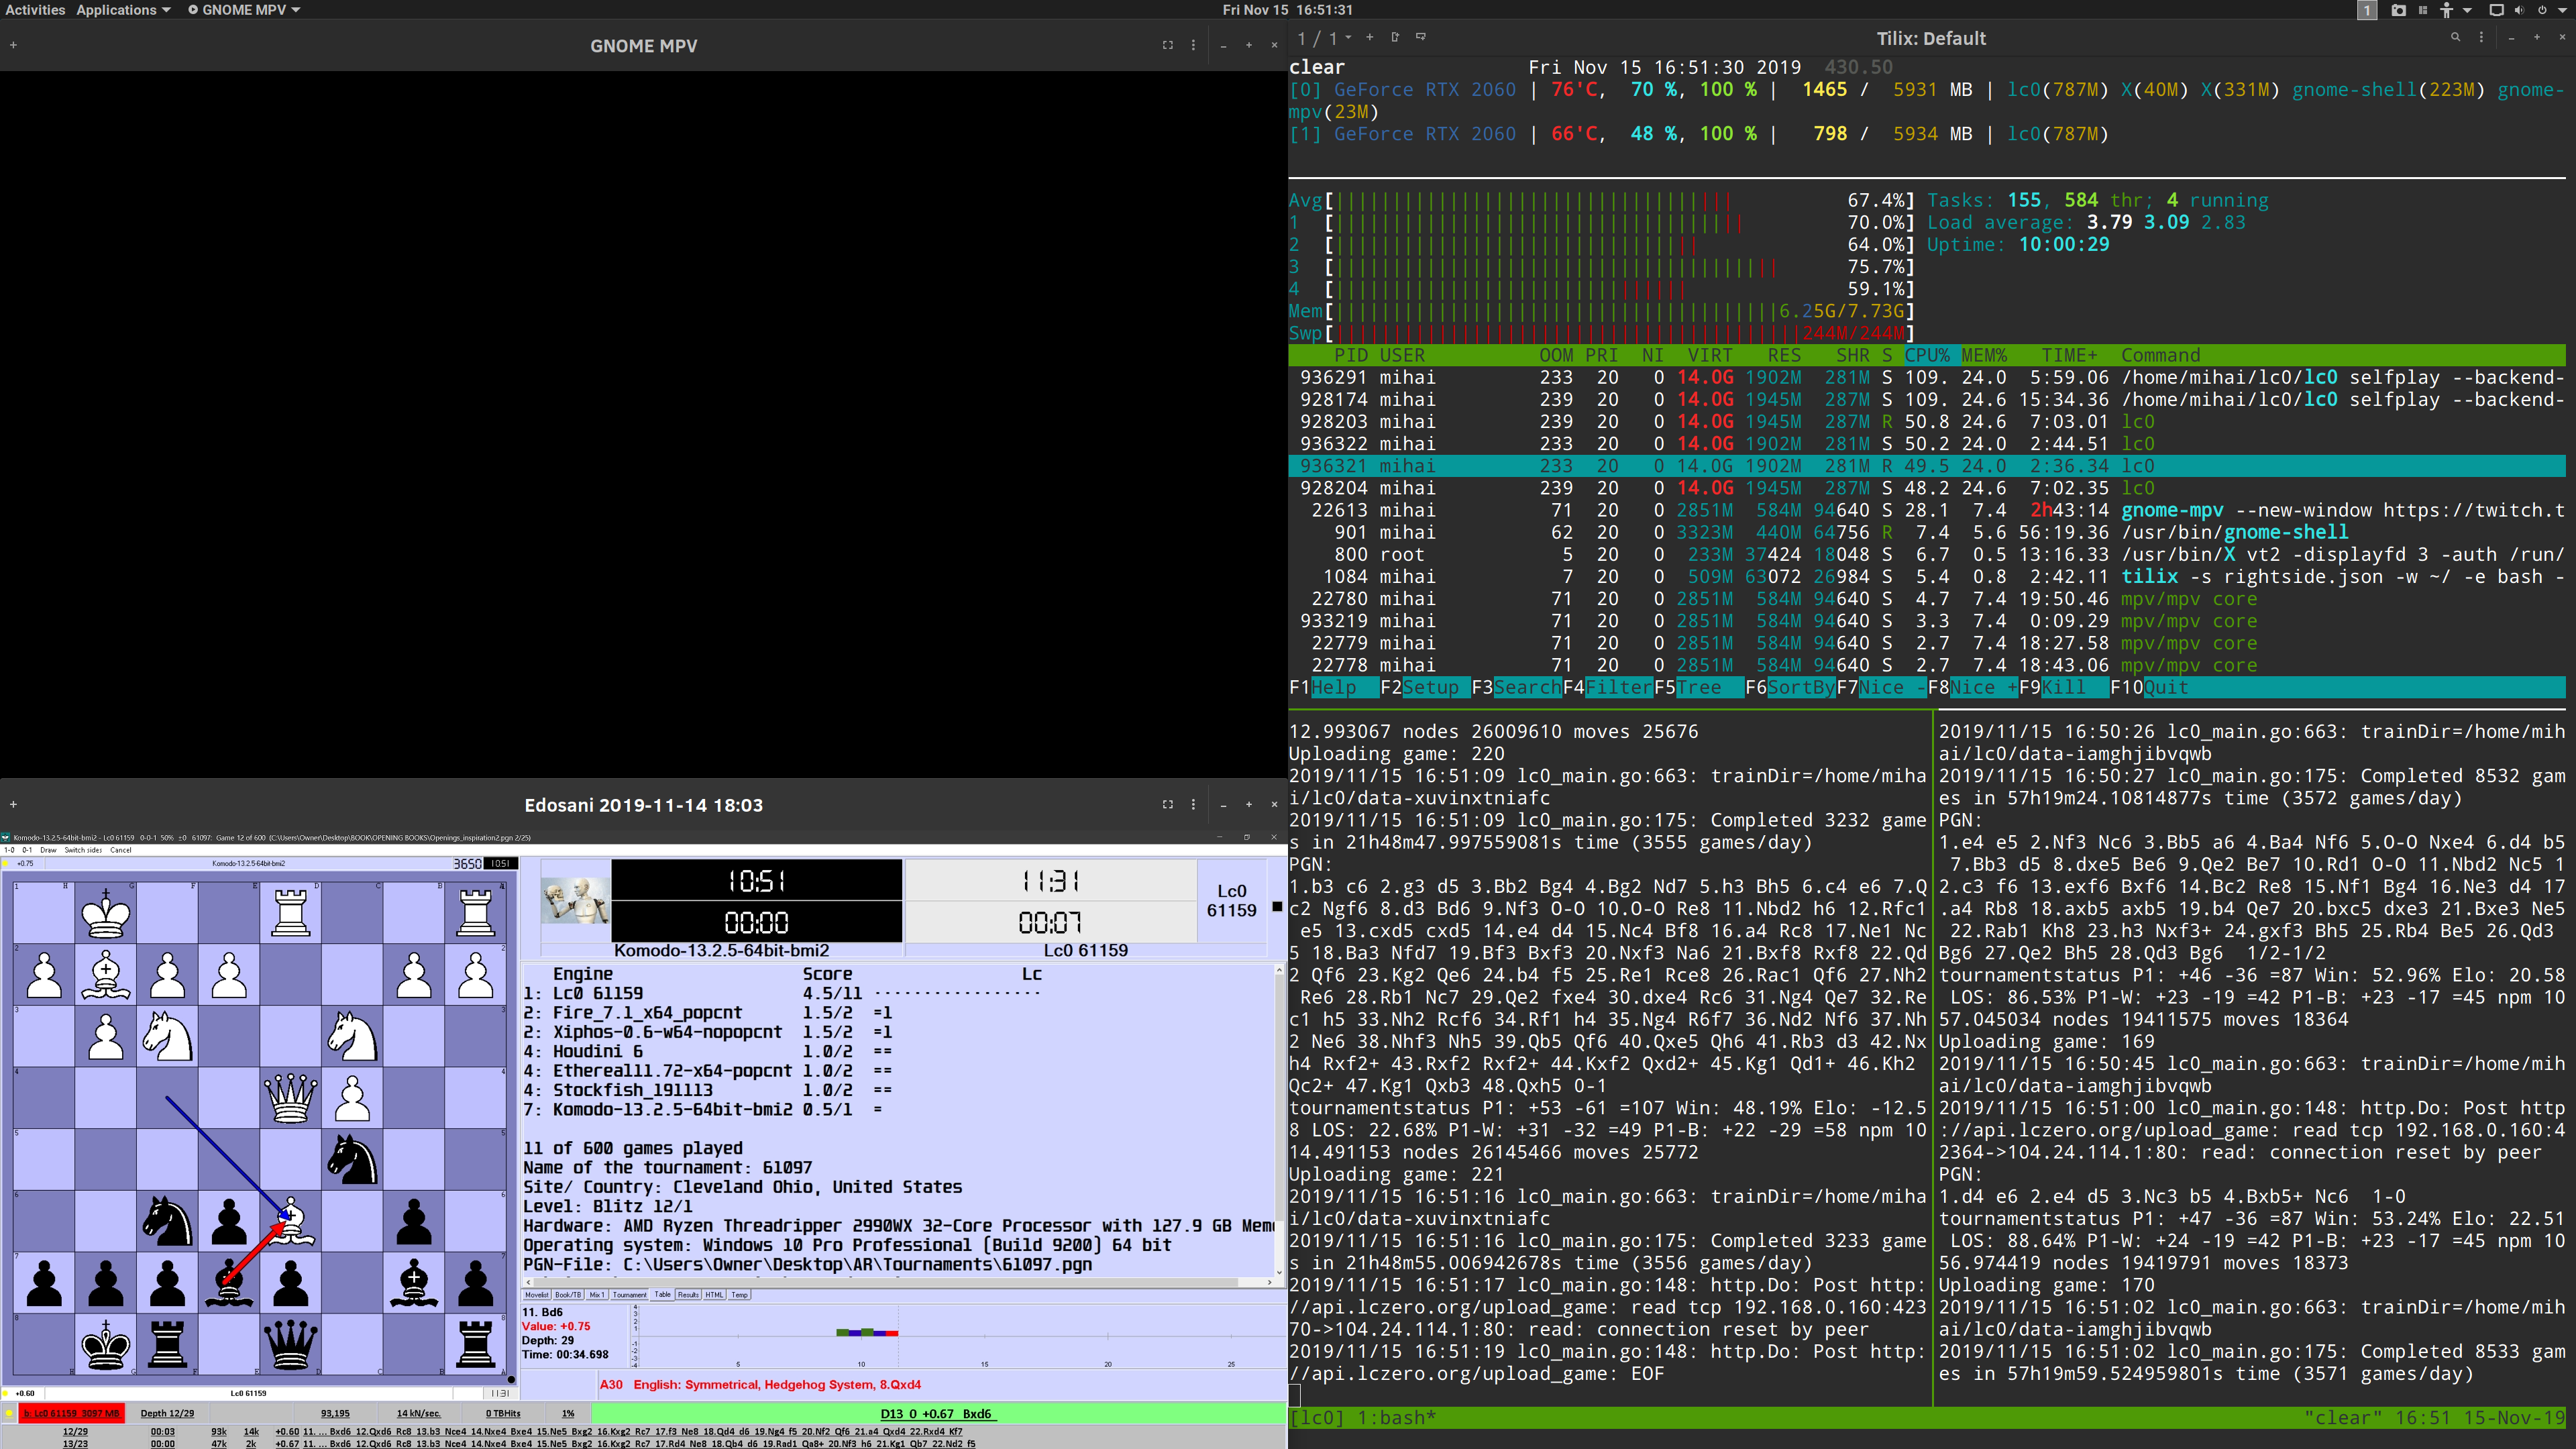 Activities Applications GNOME MPV
Fri Nov 15 16:51:31
1
GNOME MPV
1 / 1
Tilix: Default
clear Fri Nov 15 16:51:30 2019 430.50
[0] GeForce RTX 2060 | 76'C, 70 %, 100 % | 1465 / 5931 MB | lc0(787M) X(40M) X(331M) gnome-shell(223M) gnome-
mpv(23M)
[1] GeForce RTX 2060 | 66'C, 48 %, 100 % | 798 / 5934 MB | lc0(787M)
Avg[ 67.4%] Tasks: 155, 584 thr; 4 running
1 [ 70.0%] Load average: 3.79 3.09 2.83
2 [ 64.0%] Uptime: 10:00:29
3 [ 75.7%]
4 [ 59.1%]
Mem[ 6.25G/7.73G]
Swp[ 244M/244M]
PID USER OOM PRI NI VIRT RES SHR S CPU% MEM% TIME+ Command
936291 mihai 233 20 0 14.0G 1902M 281M S 109. 24.0 5:59.06 /home/mihai/lc0/lc0 selfplay --backend-
928174 mihai 239 20 0 14.0G 1945M 287M S 109. 24.6 15:34.36 /home/mihai/lc0/lc0 selfplay --backend-
928203 mihai 239 20 0 14.0G 1945M 287M R 50.8 24.6 7:03.01 lc0
936322 mihai 233 20 0 14.0G 1902M 281M S 50.2 24.0 2:44.51 lc0
936321 mihai 233 20 0 14.0G 1902M 281M R 49.5 24.0 2:36.34 lc0
928204 mihai 239 20 0 14.0G 1945M 287M S 48.2 24.6 7:02.35 lc0
22613 mihai 71 20 0 2851M 584M 94640 S 28.1 7.4 2h43:14 gnome-mpv --new-window https://twitch.t
901 mihai 62 20 0 3323M 440M 64756 R 7.4 5.6 56:19.36 /usr/bin/gnome-shell
800 root 5 20 0 233M 37424 18048 S 6.7 0.5 13:16.33 /usr/bin/X vt2 -displayfd 3 -auth /run/
1084 mihai 7 20 0 509M 63072 26984 S 5.4 0.8 2:42.11 tilix -s rightside.json -w ~/ -e bash -
22780 mihai 71 20 0 2851M 584M 94640 S 4.7 7.4 19:50.46 mpv/mpv core
933219 mihai 71 20 0 2851M 584M 94640 S 3.3 7.4 0:09.29 mpv/mpv core
22779 mihai 71 20 0 2851M 584M 94640 S 2.7 7.4 18:27.58 mpv/mpv core
22778 mihai 71 20 0 2851M 584M 94640 S 2.7 7.4 18:43.06 mpv/mpv core
F1Help F2Setup F3SearchF4FilterF5Tree F6SortByF7Nice -F8Nice +F9Kill F10Quit
12.993067 nodes 26009610 moves 25676
Uploading game: 220
2019/11/15 16:51:09 lc0_main.go:663: trainDir=/home/miha
i/lc0/data-xuvinxtniafc
2019/11/15 16:51:09 lc0_main.go:175: Completed 3232 game
s in 21h48m47.997559081s time (3555 games/day)
PGN:
1.b3 c6 2.g3 d5 3.Bb2 Bg4 4.Bg2 Nd7 5.h3 Bh5 6.c4 e6 7.Q
c2 Ngf6 8.d3 Bd6 9.Nf3 O-O 10.O-O Re8 11.Nbd2 h6 12.Rfc1
e5 13.cxd5 cxd5 14.e4 d4 15.Nc4 Bf8 16.a4 Rc8 17.Ne1 Nc
5 18.Ba3 Nfd7 19.Bf3 Bxf3 20.Nxf3 Na6 21.Bxf8 Rxf8 22.Qd
2 Qf6 23.Kg2 Qe6 24.b4 f5 25.Re1 Rce8 26.Rac1 Qf6 27.Nh2
Re6 28.Rb1 Nc7 29.Qe2 fxe4 30.dxe4 Rc6 31.Ng4 Qe7 32.Re
c1 h5 33.Nh2 Rcf6 34.Rf1 h4 35.Ng4 R6f7 36.Nd2 Nf6 37.Nh
2 Ne6 38.Nhf3 Nh5 39.Qb5 Qf6 40.Qxe5 Qh6 41.Rb3 d3 42.Nx
h4 Rxf2+ 43.Rxf2 Rxf2+ 44.Kxf2 Qxd2+ 45.Kg1 Qd1+ 46.Kh2
Qc2+ 47.Kg1 Qxb3 48.Qxh5 0-1
tournamentstatus P1: +53 -61 =107 Win: 48.19% Elo: -12.5
8 LOS: 22.68% P1-W: +31 -32 =49 P1-B: +22 -29 =58 npm 10
14.491153 nodes 26145466 moves 25772
Uploading game: 221
2019/11/15 16:51:16 lc0_main.go:663: trainDir=/home/miha
i/lc0/data-xuvinxtniafc
2019/11/15 16:51:16 lc0_main.go:175: Completed 3233 game
s in 21h48m55.006942678s time (3556 games/day)
2019/11/15 16:51:17 lc0_main.go:148: http.Do: Post http:
//api.lczero.org/upload_game: read tcp 192.168.0.160:423
70->104.24.114.1:80: read: connection reset by peer
2019/11/15 16:51:19 lc0_main.go:148: http.Do: Post http:
//api.lczero.org/upload_game: EOF
2019/11/15 16:50:26 lc0_main.go:663: trainDir=/home/mih
ai/lc0/data-iamghjibvqwb
2019/11/15 16:50:27 lc0_main.go:175: Completed 8532 gam
es in 57h19m24.10814877s time (3572 games/day)
PGN:
1.e4 e5 2.Nf3 Nc6 3.Bb5 a6 4.Ba4 Nf6 5.O-O Nxe4 6.d4 b5
7.Bb3 d5 8.dxe5 Be6 9.Qe2 Be7 10.Rd1 O-O 11.Nbd2 Nc5 1
2.c3 f6 13.exf6 Bxf6 14.Bc2 Re8 15.Nf1 Bg4 16.Ne3 d4 17
.a4 Rb8 18.axb5 axb5 19.b4 Qe7 20.bxc5 dxe3 21.Bxe3 Ne5
22.Rab1 Kh8 23.h3 Nxf3+ 24.gxf3 Bh5 25.Rb4 Be5 26.Qd3
Bg6 27.Qe2 Bh5 28.Qd3 Bg6 1/2-1/2
tournamentstatus P1: +46 -36 =87 Win: 52.96% Elo: 20.58
LOS: 86.53% P1-W: +23 -19 =42 P1-B: +23 -17 =45 npm 10
57.045034 nodes 19411575 moves 18364
Uploading game: 169
2019/11/15 16:50:45 lc0_main.go:663: trainDir=/home/mih
ai/lc0/data-iamghjibvqwb
2019/11/15 16:51:00 lc0_main.go:148: http.Do: Post http
://api.lczero.org/upload_game: read tcp 192.168.0.160:4
2364->104.24.114.1:80: read: connection reset by peer
PGN:
1.d4 e6 2.e4 d5 3.Nc3 b5 4.Bxb5+ Nc6 1-0
tournamentstatus P1: +47 -36 =87 Win: 53.24% Elo: 22.51
LOS: 88.64% P1-W: +24 -19 =42 P1-B: +23 -17 =45 npm 10
56.974419 nodes 19419791 moves 18373
Uploading game: 170
2019/11/15 16:51:02 lc0_main.go:663: trainDir=/home/mih
ai/lc0/data-iamghjibvqwb
2019/11/15 16:51:02 lc0_main.go:175: Completed 8533 gam
es in 57h19m59.524959801s time (3571 games/day)
[lc0] 1:bash* "clear" 16:51 15-Nov-19
Edosani 2019-11-14 18:03
Komodo-13.2.5-64bit-bmi2 - Lc0 61159 0-0-1 50% ±0 61097: Game 12 of 600 (C:\Users\Owner\Desktop\BOOK\OPENING BOOKS\Openings_inspiration2.pgn 2/25)
1-0 0-1 Draw Switch sides Cancel
+0.75 Komodo-13.2.5-64bit-bmi2 3650 10:51
10:51 11:31
00:00 00:07
Lc0
61159
Komodo-13.2.5-64bit-bmi2 Lc0 61159
Engine Score Lc
1: Lc0 61159 4.5/11 ------------------
2: Fire_7.1_x64_popcnt 1.5/2 =1
2: Xiphos-0.6-w64-nopopcnt 1.5/2 =1
4: Houdini 6 1.0/2 ==
4: Ethereal11.72-x64-popcnt 1.0/2 ==
4: Stockfish_191113 1.0/2 ==
7: Komodo-13.2.5-64bit-bmi2 0.5/1 =
11 of 600 games played
Name of the tournament: 61097
Site/ Country: Cleveland Ohio, United States
Level: Blitz 12/1
Hardware: AMD Ryzen Threadripper 2990WX 32-Core Processor with 127.9 GB Mem
Operating system: Windows 10 Pro Professional (Build 9200) 64 bit
PGN-File: C:\Users\Owner\Desktop\AR\Tournaments\61097.pgn
Movelist Book/TB Mix 1 Tournament Table Results HTML Temp
11. Bd6
Value: +0.75
Depth: 29
Time: 00:34.698
5 10 15 20 25
A30 English: Symmetrical, Hedgehog System, 8.Qxd4
+0.60 Lc0 61159 11:31
b: Lc0 61159 3097 MB Depth 12/29 93,195 14 kN/sec. 0 TBHits 1% D13 0 +0.67 Bxd6
12/29 00:03 93k 14k +0.60 11. ... Bxd6 12.Qxd6 Rc8 13.b3 Nce4 14.Nxe4 Bxe4 15.Ne5 Bxg2 16.Kxg2 Rc7 17.f3 Ne8 18.Qd4 d6 19.Ng4 f5 20.Nf2 Qf6 21.a4 Qxd4 22.Rxd4 Kf7
13/23 00:00 47k 2k +0.67 11. ... Bxd6 12.Qxd6 Rc8 13.b3 Nce4 14.Nxe4 Bxe4 15.Ne5 Bxg2 16.Kxg2 Rc7 17.Rd4 Ne8 18.Qb4 d6 19.Rad1 Qa8+ 20.Nf3 h6 21.Kg1 Qb7 22.Nd2 f5